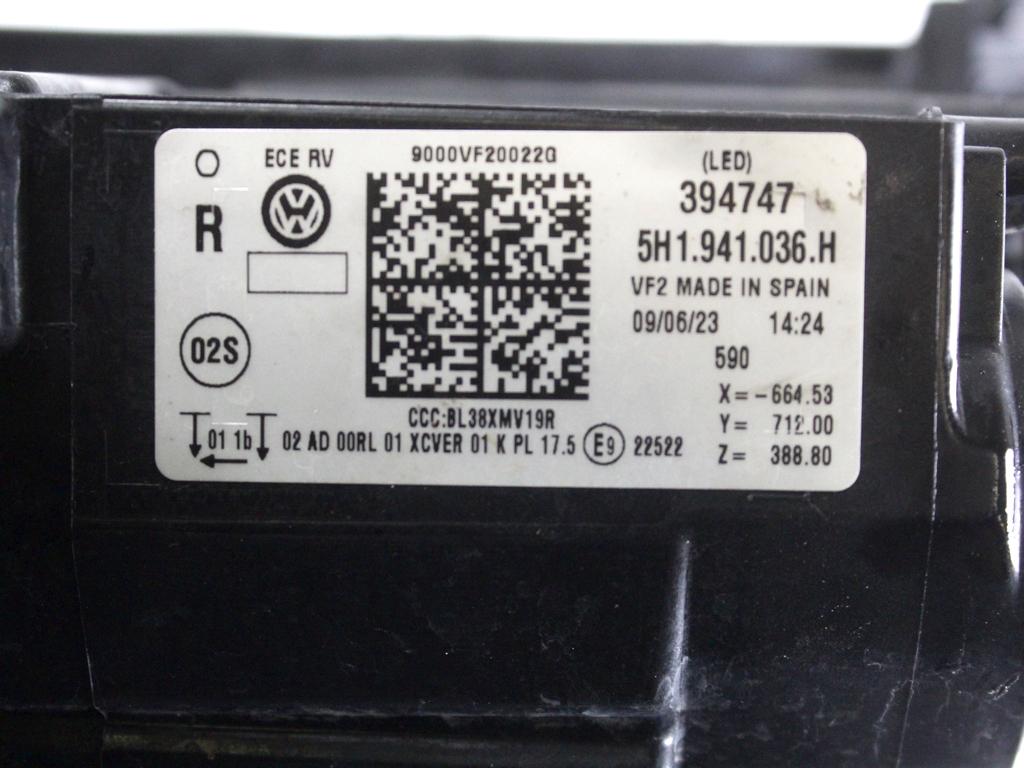 O ECE RV
R
02S
01 1b
9000VF20022G
CCC:BL38XMV19R
02 AD 00RL 01 XCVER 01 K PL 17.5 E9 22522
(LED)
394747
5H1.941.036.H
VF2 MADE IN SPAIN
09/06/23 14:24
590
X= -664.53
Y= 712.00
Z= 388.80